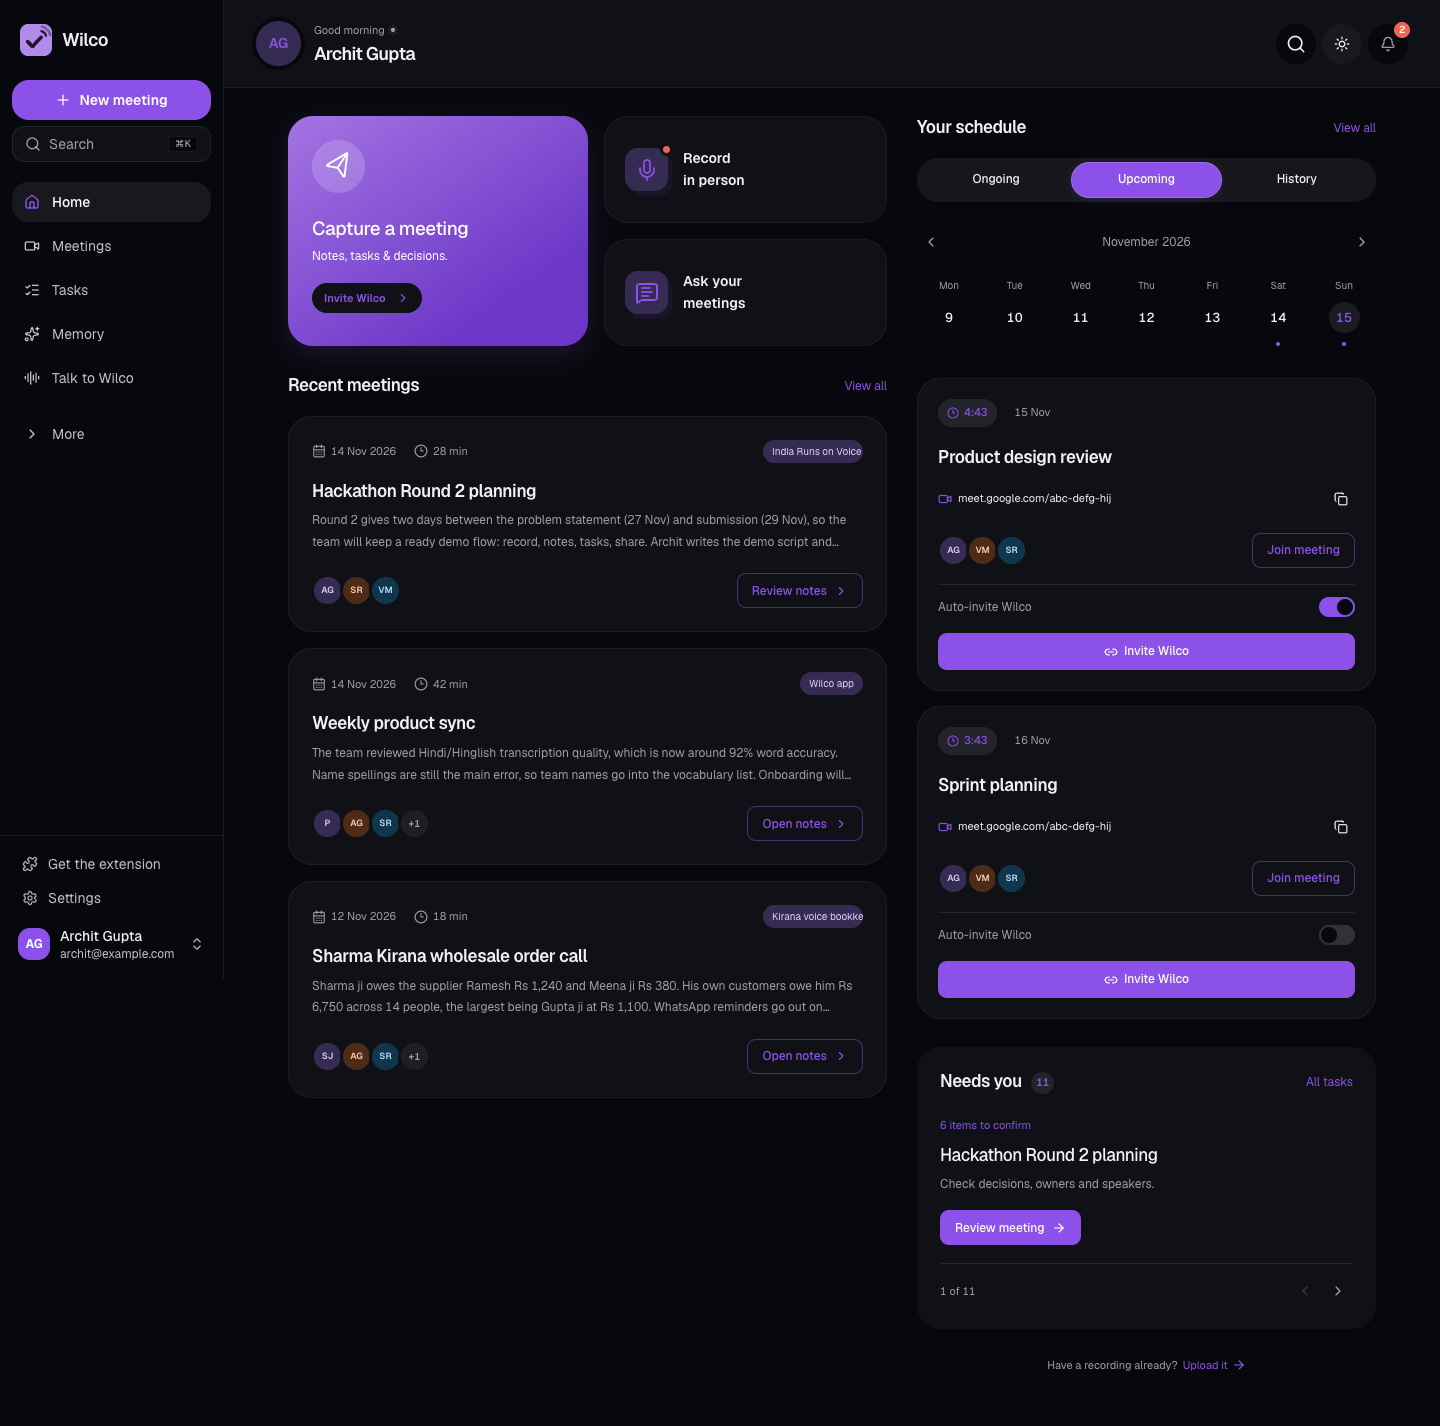 Wilco
New meeting
Search ⌘K
Home
Meetings
Tasks
Memory
Talk to Wilco
More
Get the extension
Settings
AG
Archit Gupta
archit@example.com
AG
Good morning
Archit Gupta
2
Capture a meeting
Notes, tasks & decisions.
Invite Wilco
Record
in person
Ask your
meetings
Recent meetings
View all
14 Nov 2026 28 min India Runs on Voice
Hackathon Round 2 planning
Round 2 gives two days between the problem statement (27 Nov) and submission (29 Nov), so the
team will keep a ready demo flow: record, notes, tasks, share. Archit writes the demo script and…
AG SR VM Review notes
14 Nov 2026 42 min Wilco app
Weekly product sync
The team reviewed Hindi/Hinglish transcription quality, which is now around 92% word accuracy.
Name spellings are still the main error, so team names go into the vocabulary list. Onboarding will…
P AG SR +1 Open notes
12 Nov 2026 18 min Kirana voice bookke
Sharma Kirana wholesale order call
Sharma ji owes the supplier Ramesh Rs 1,240 and Meena ji Rs 380. His own customers owe him Rs
6,750 across 14 people, the largest being Gupta ji at Rs 1,100. WhatsApp reminders go out on…
SJ AG SR +1 Open notes
Your schedule
View all
Ongoing Upcoming History
November 2026
Mon Tue Wed Thu Fri Sat Sun
9 10 11 12 13 14 15
4:43 15 Nov
Product design review
meet.google.com/abc-defg-hij
AG VM SR Join meeting
Auto-invite Wilco
Invite Wilco
3:43 16 Nov
Sprint planning
meet.google.com/abc-defg-hij
AG VM SR Join meeting
Auto-invite Wilco
Invite Wilco
Needs you 11 All tasks
6 items to confirm
Hackathon Round 2 planning
Check decisions, owners and speakers.
Review meeting
1 of 11
Have a recording already? Upload it